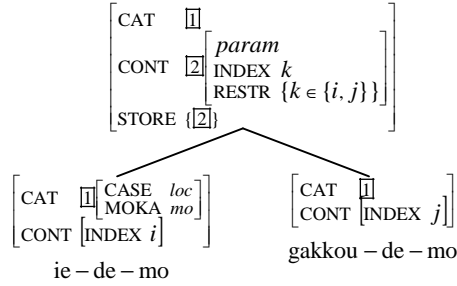 CAT 1
CONT 2 param
INDEX k
RESTR {k ∈ {i, j}}
STORE {2}
CAT 1 CASE loc
MOKA mo
CONT INDEX i
ie – de – mo
CAT 1
CONT INDEX j
gakkou – de – mo